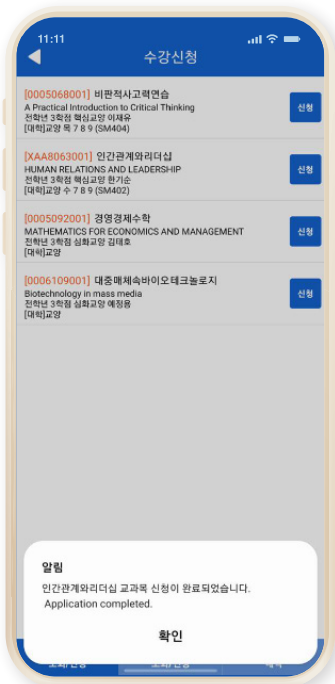 11:11
수강신청
[0005068001] 비판적사고력연습
A Practical Introduction to Critical Thinking
전학년 3학점 핵심교양 이재유
[대학]교양 목 7 8 9 (SM404)
신청
[XAA8063001] 인간관계와리더십
HUMAN RELATIONS AND LEADERSHIP
전학년 3학점 핵심교양 한기순
[대학]교양 수 7 8 9 (SM402)
신청
[0005092001] 경영경제수학
MATHEMATICS FOR ECONOMICS AND MANAGEMENT
전학년 3학점 심화교양 김태호
[대학]교양
신청
[0006109001] 대중매체속바이오테크놀로지
Biotechnology in mass media
전학년 3학점 심화교양 예정용
[대학]교양
신청
알림
인간관계와리더십 교과목 신청이 완료되었습니다.
Application completed.
확인